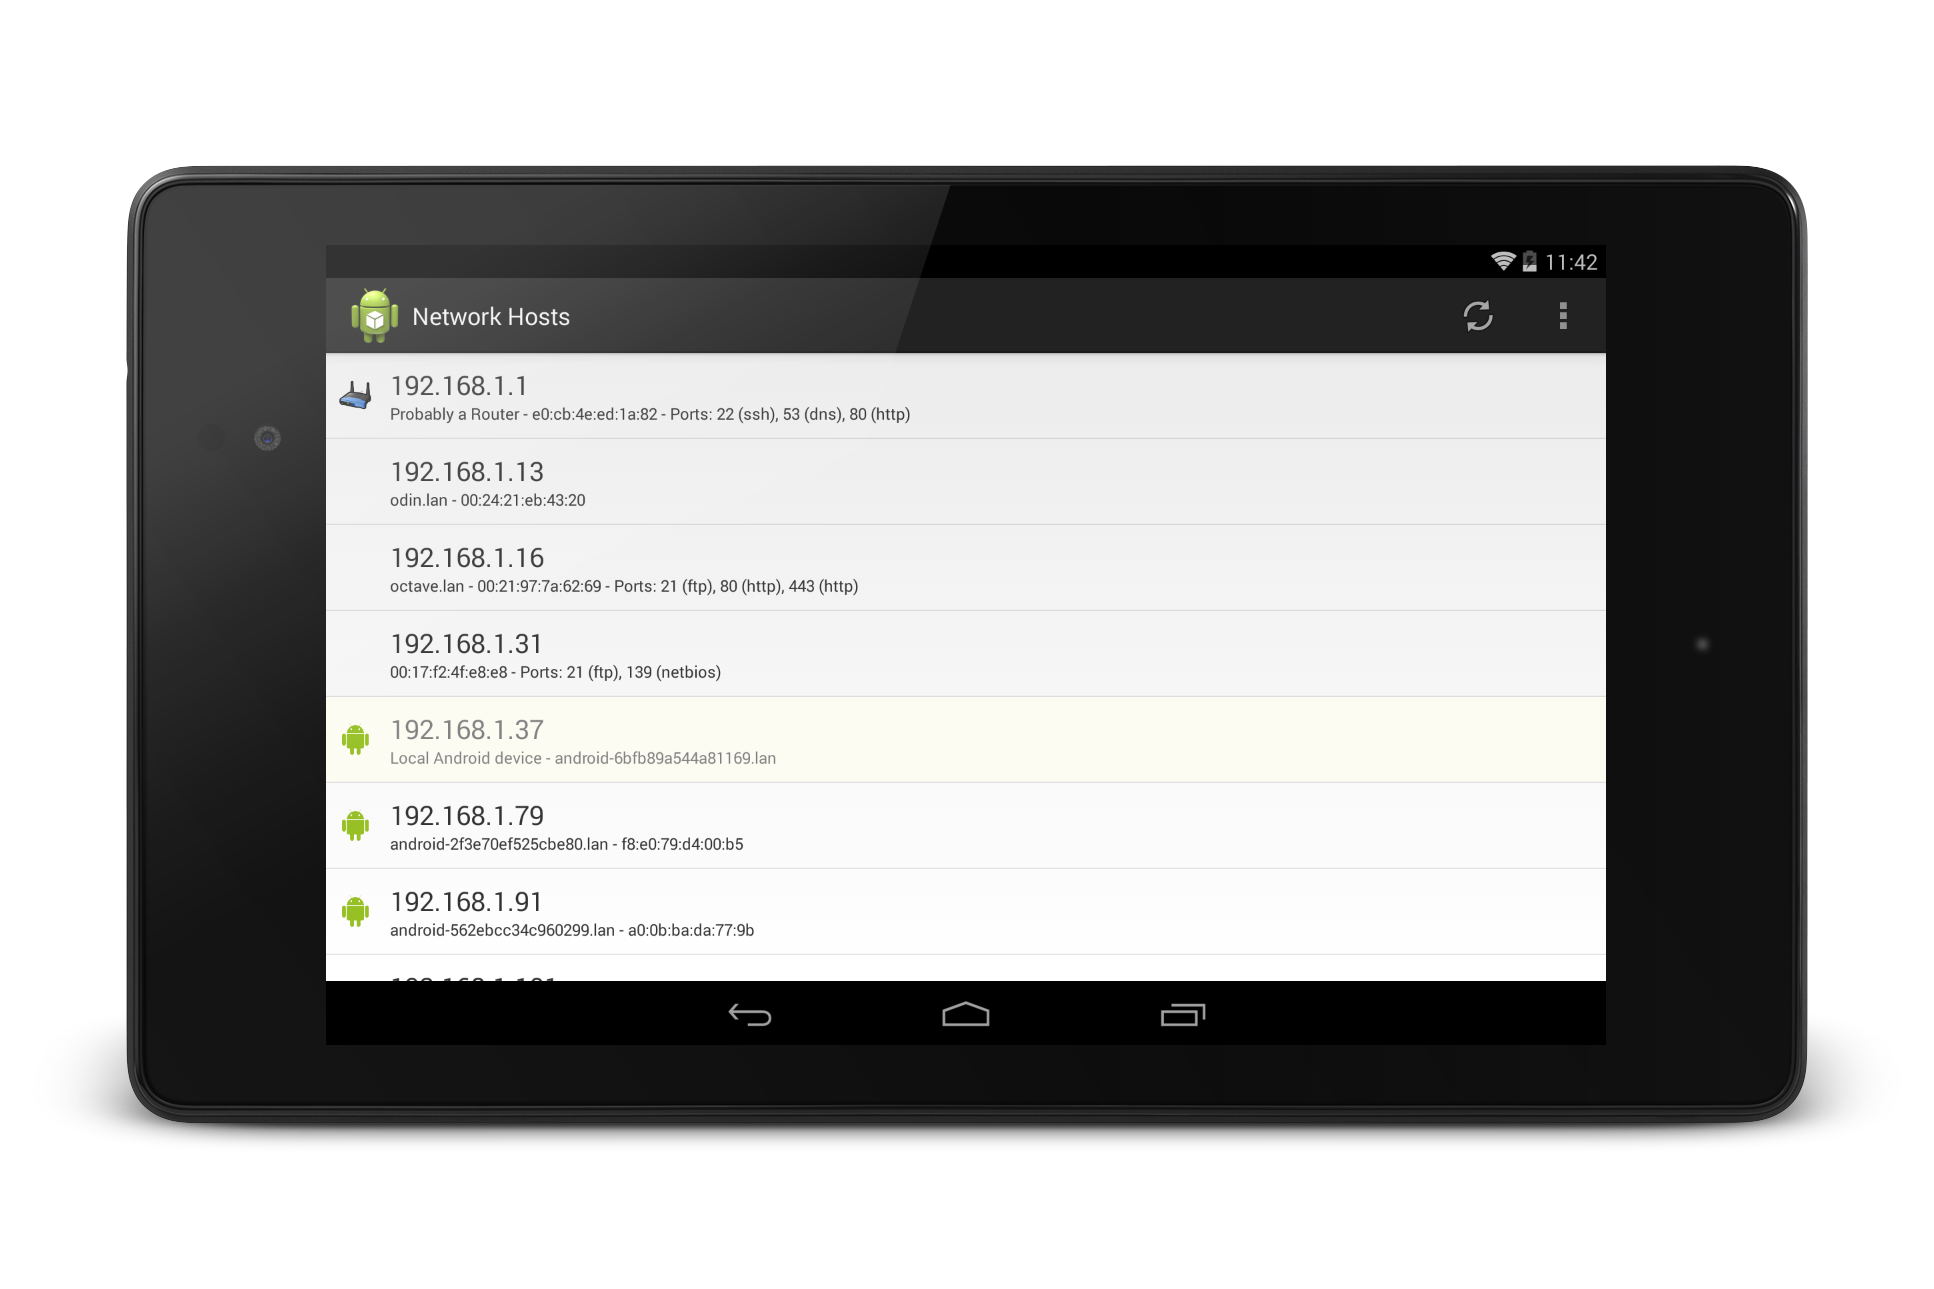 11:42
Network Hosts
192.168.1.1
Probably a Router - e0:cb:4e:ed:1a:82 - Ports: 22 (ssh), 53 (dns), 80 (http)
192.168.1.13
odin.lan - 00:24:21:eb:43:20
192.168.1.16
octave.lan - 00:21:97:7a:62:69 - Ports: 21 (ftp), 80 (http), 443 (http)
192.168.1.31
00:17:f2:4f:e8:e8 - Ports: 21 (ftp), 139 (netbios)
192.168.1.37
Local Android device - android-6bfb89a544a81169.lan
192.168.1.79
android-2f3e70ef525cbe80.lan - f8:e0:79:d4:00:b5
192.168.1.91
android-562ebcc34c960299.lan - a0:0b:ba:da:77:9b